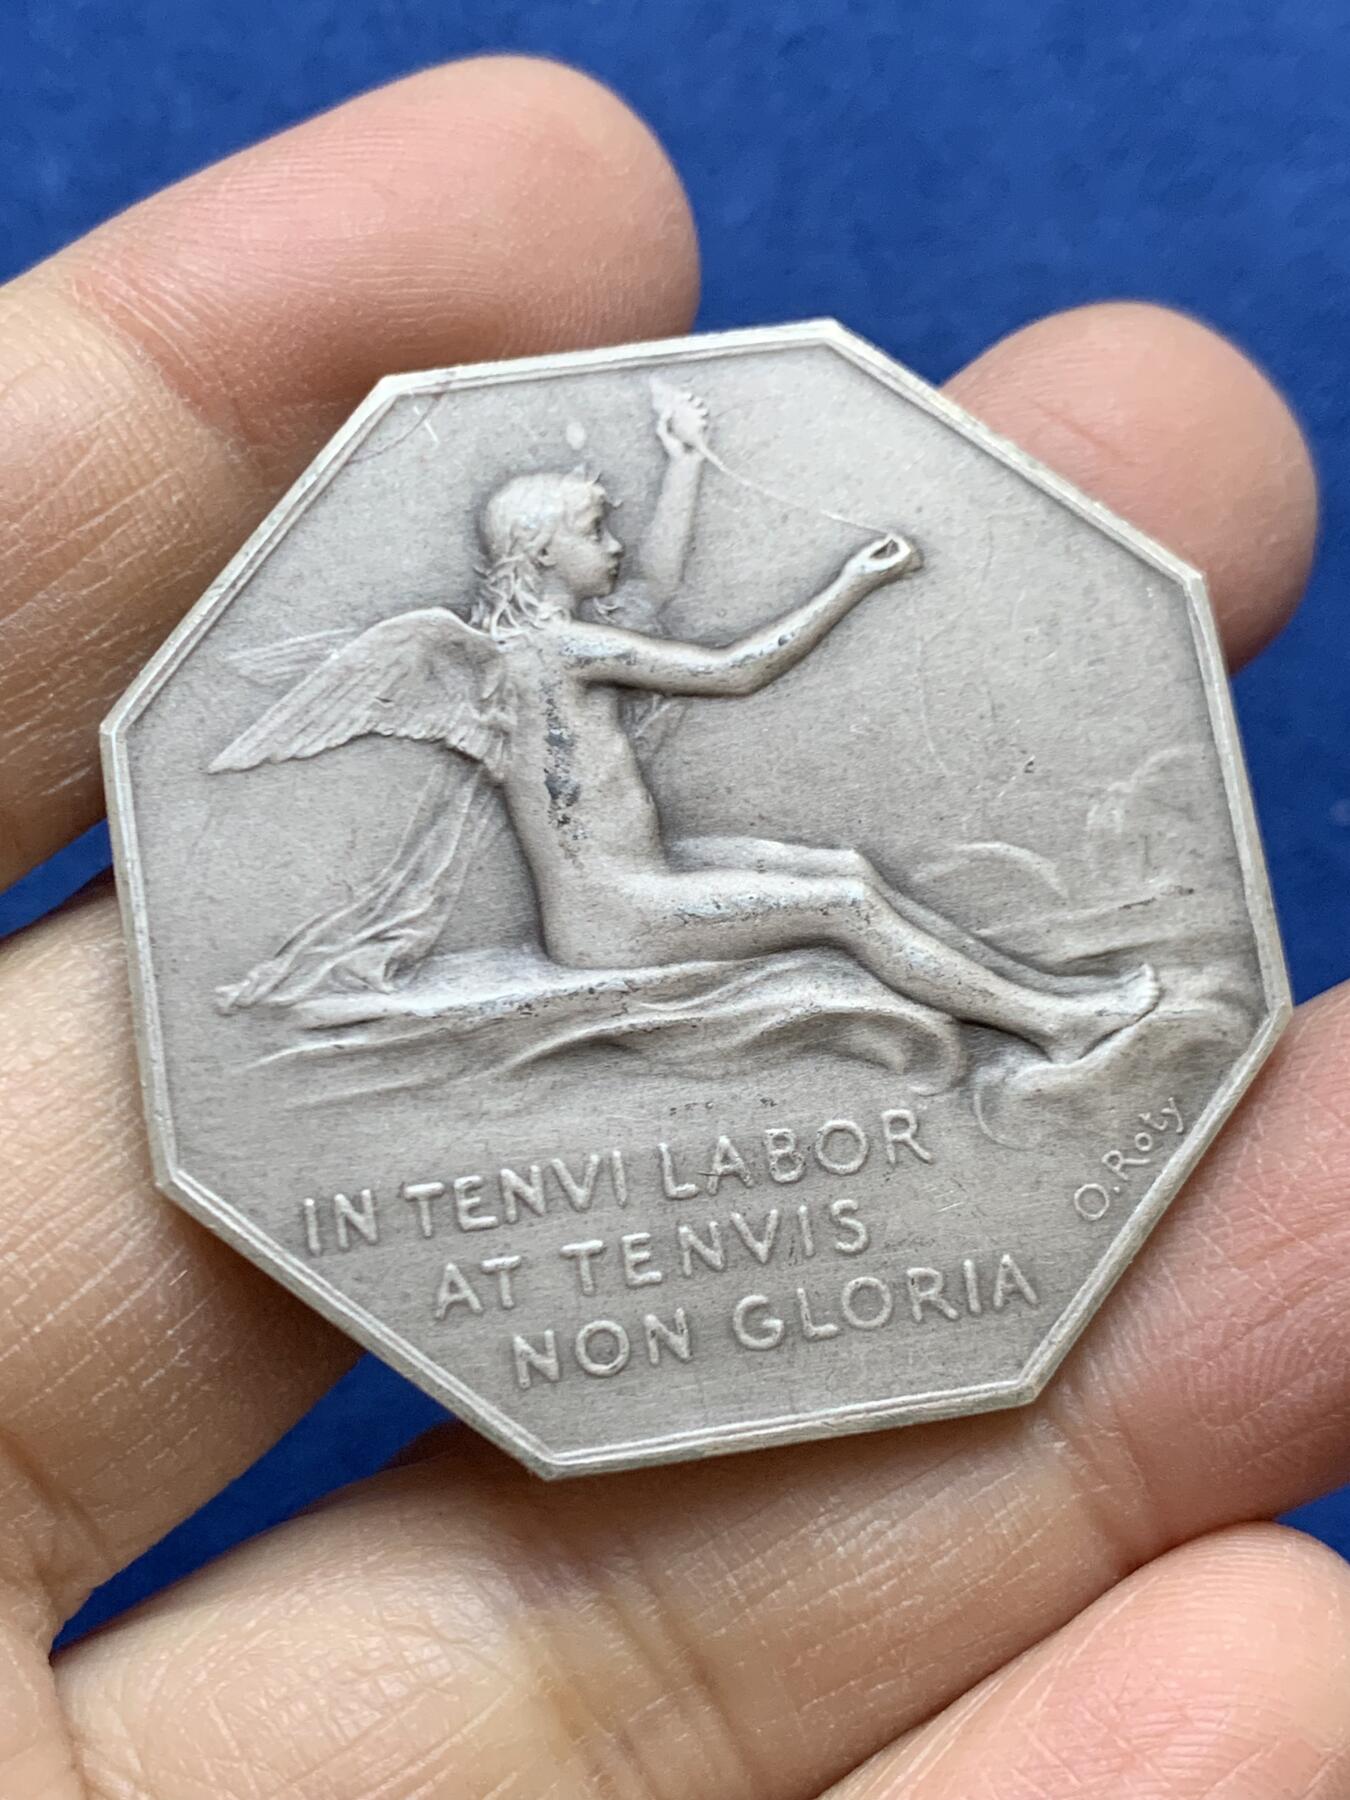 IN TENVI LABOR
AT TENVIS
NON GLORIA
O. Roty